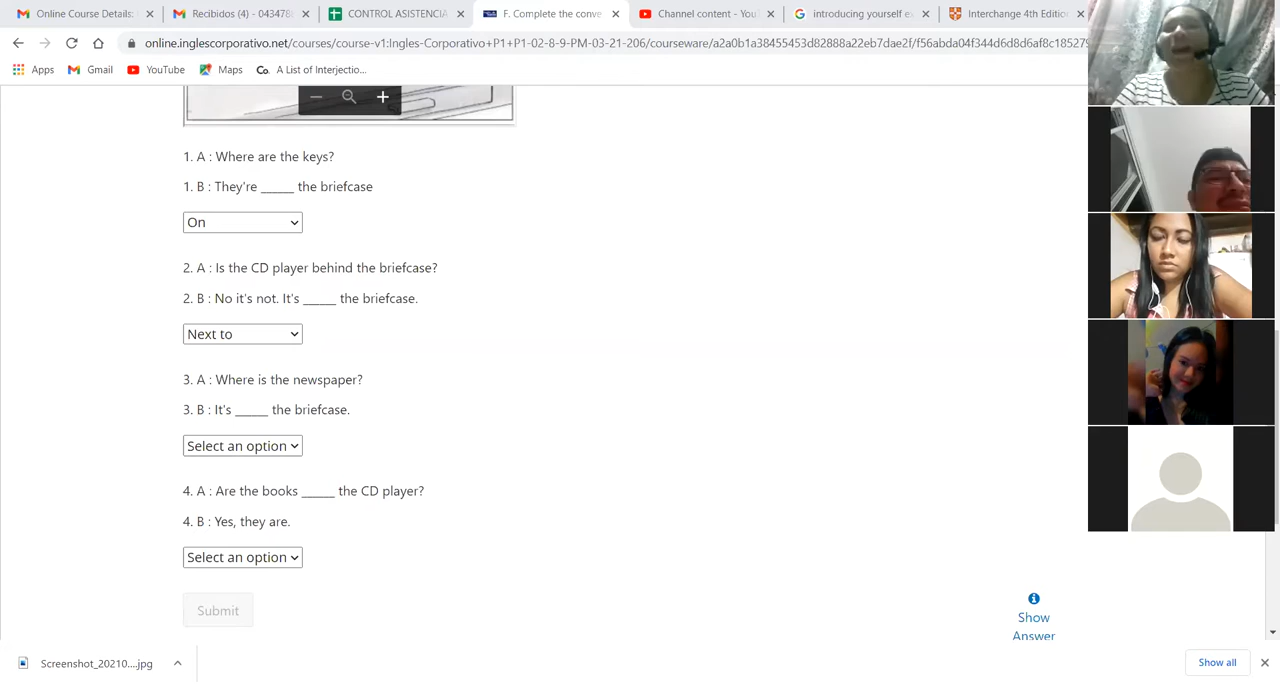 Online Course Details:
Recibidos (4) - 043478
CONTROL ASISTENCIA
F. Complete the conve
Channel content - You
introducing yourself e
Interchange 4th Edition
online.inglescorporativo.net/courses/course-v1:Ingles-Corporativo+P1+P1-02-8-9-PM-03-21-206/courseware/a2a0b1a38455453d82888a22eb7dae2f/f56abda04f344d6d8d6af8c18527
Apps
Gmail
YouTube
Maps
Co. A List of Interjectio...
1. A : Where are the keys?
1. B : They're _____ the briefcase
On
2. A : Is the CD player behind the briefcase?
2. B : No it's not. It's _____ the briefcase.
Next to
3. A : Where is the newspaper?
3. B : It's _____ the briefcase.
Select an option
4. A : Are the books _____ the CD player?
4. B : Yes, they are.
Select an option
Submit
Show
Answer
Screenshot_20210....jpg
Show all